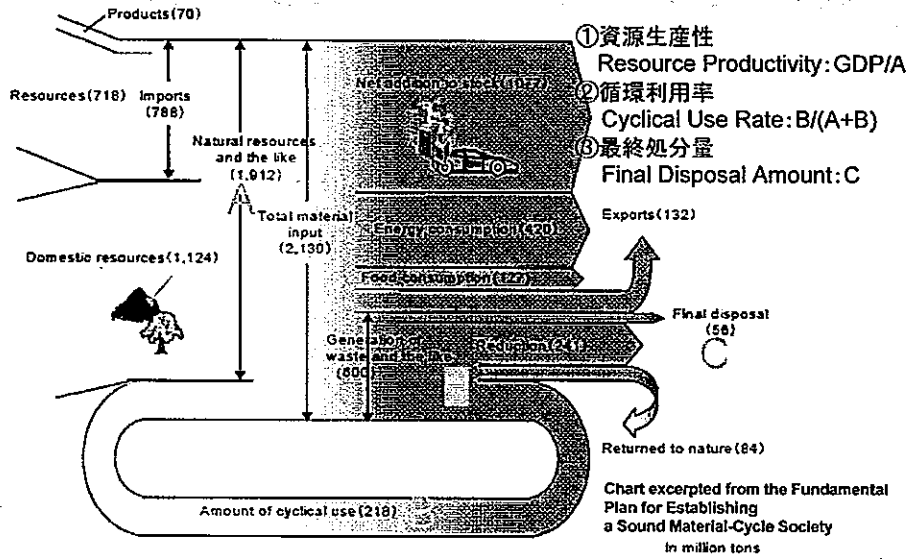 Products(70)
Resources(718)
Imports
(788)
Natural resources
and the like
(1,912)
A
Total material
input
(2,130)
Domestic resources(1,124)
Net addition to stock(1077)
Energy consumption(420)
Food consumption(127)
Generation of
waste and the like
(600)
Reduction(241)
Exports(132)
Final disposal
(56)
C
Returned to nature(84)
Amount of cyclical use(218)
①資源生産性
Resource Productivity:GDP/A
②循環利用率
Cyclical Use Rate:B/(A+B)
③最終処分量
Final Disposal Amount:C
Chart excerpted from the Fundamental
Plan for Establishing
a Sound Material-Cycle Society
In million tons